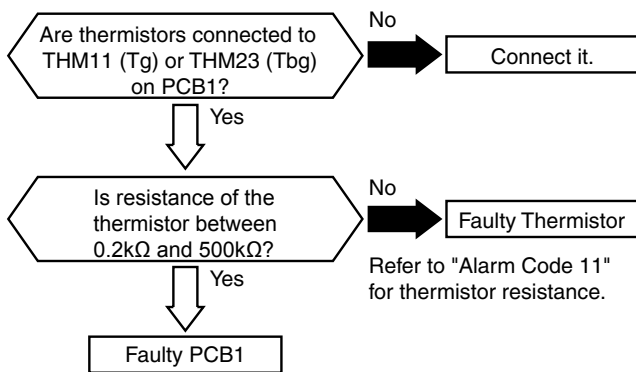 Are thermistors connected to
THM11 (Tg) or THM23 (Tbg)
on PCB1?
No
Connect it.
Yes
Is resistance of the
thermistor between
0.2kΩ and 500kΩ?
No
Faulty Thermistor
Refer to "Alarm Code 11"
for thermistor resistance.
Yes
Faulty PCB1